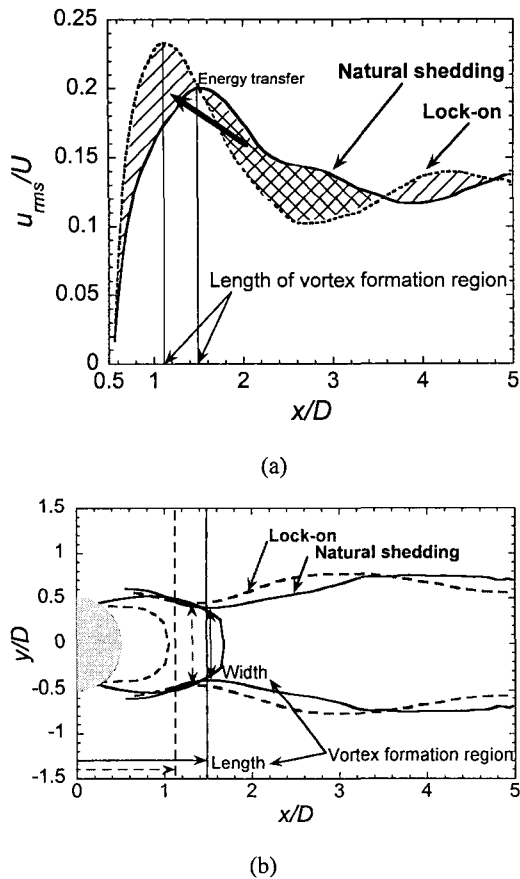 0.25
Energy transfer
Natural shedding
0.2
Lock-on
0.15
u_rms/U
0.1
Length of vortex formation region
0.05
0
0.5 1 2 3 4 5
x/D
(a)
1.5
Lock-on
1
Natural shedding
0.5
y/D
0
Width
-0.5
-1
Vortex formation region
Length
-1.5
0 1 2 3 4 5
x/D
(b)